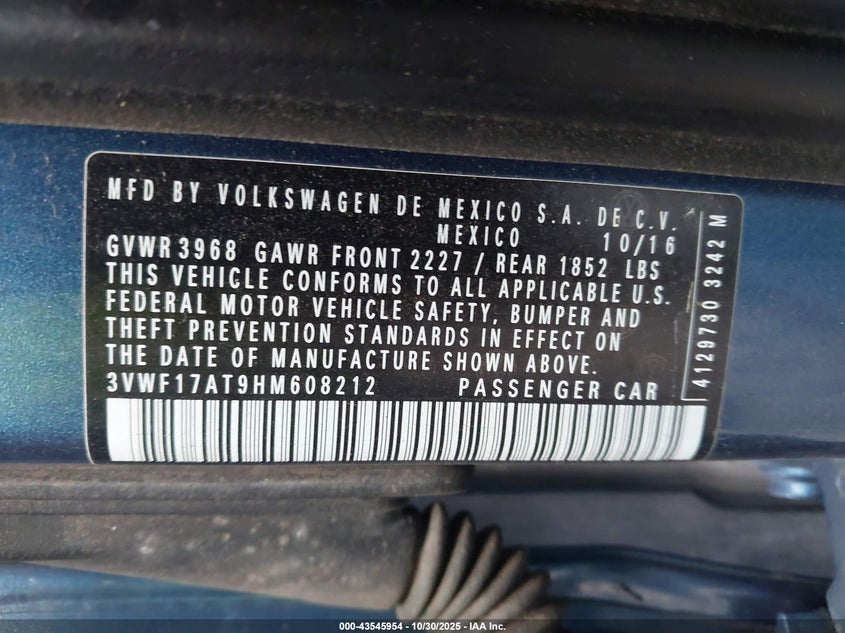 MFD BY VOLKSWAGEN DE MEXICO S.A. DE C.V.
MEXICO 10/16
GVWR 3968 GAWR FRONT 2227 / REAR 1852 LBS
THIS VEHICLE CONFORMS TO ALL APPLICABLE U.S.
FEDERAL MOTOR VEHICLE SAFETY, BUMPER AND
THEFT PREVENTION STANDARDS IN EFFECT ON
THE DATE OF MANUFACTURE SHOWN ABOVE.
3VWF17AT9HM608212 PASSENGER CAR
4129730 3242 M
000-43545954 - 10/30/2025 - IAA Inc.